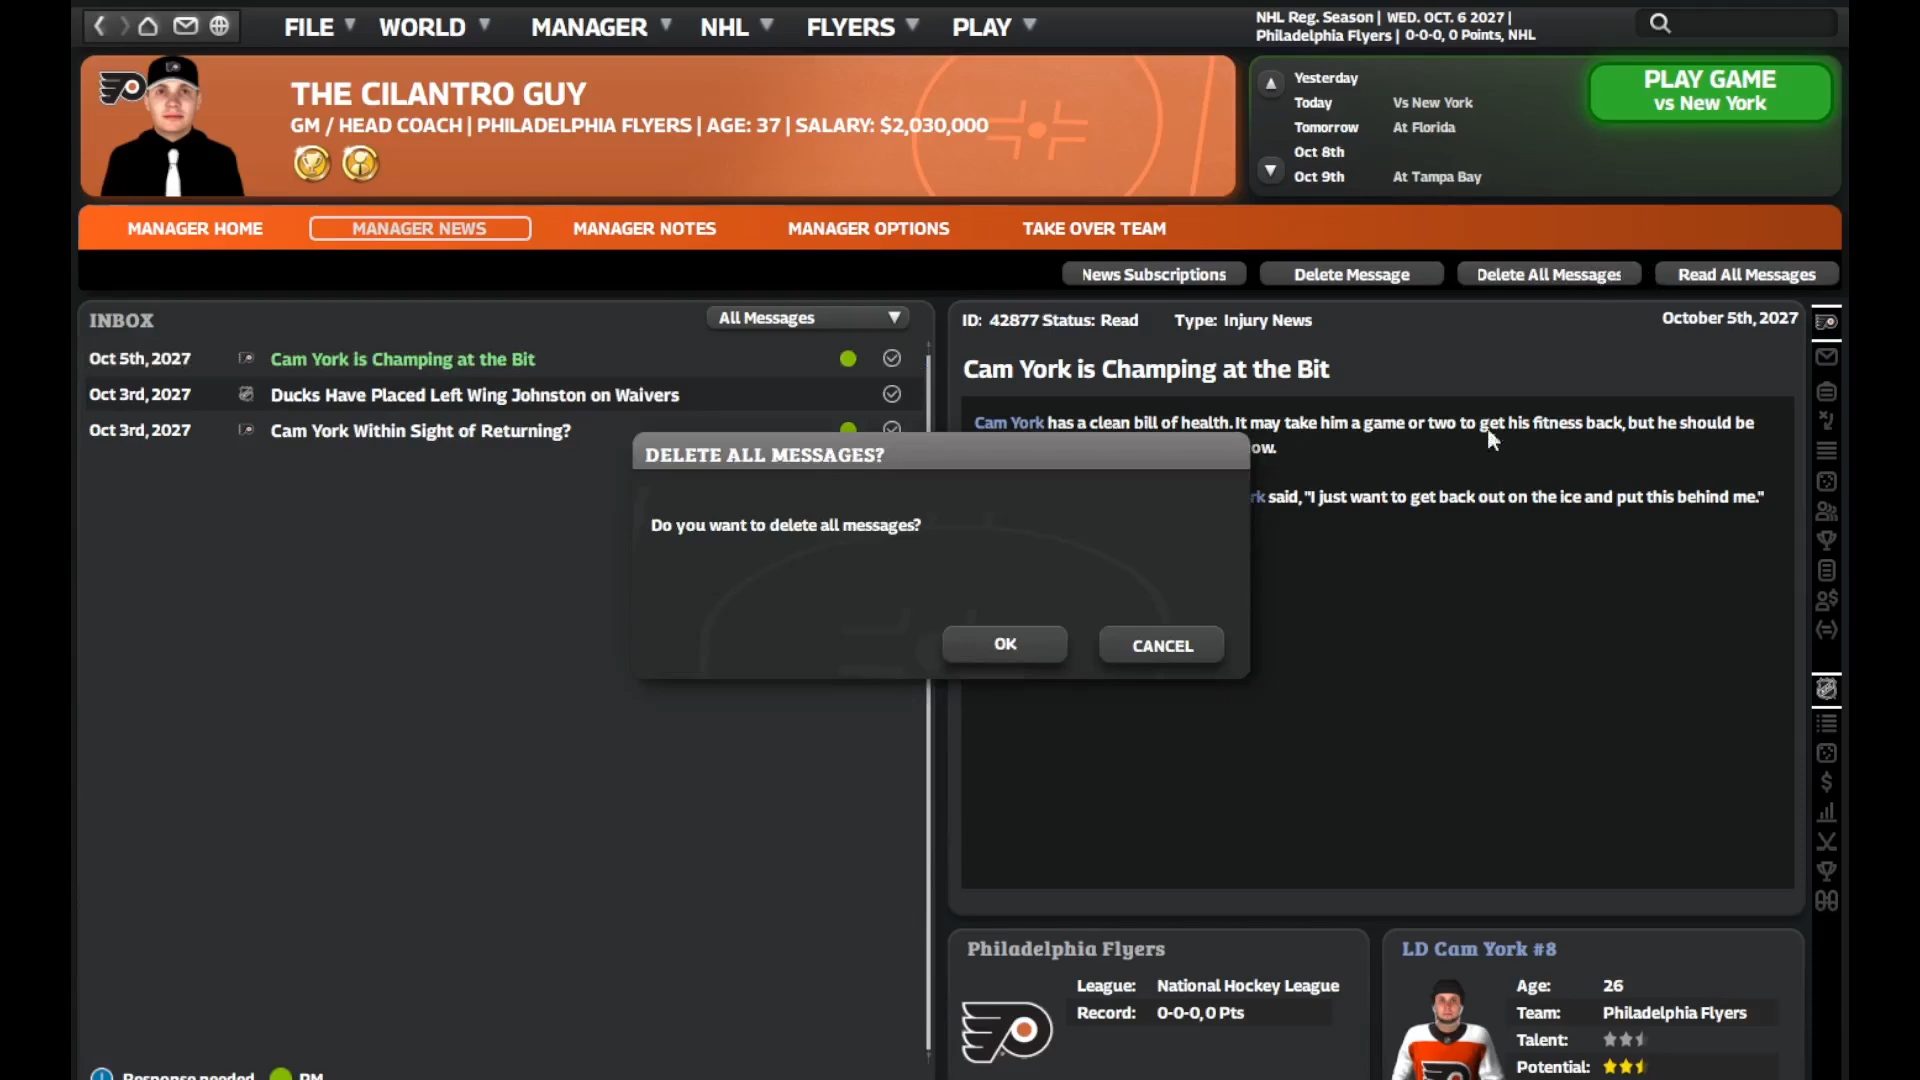 FILE WORLD MANAGER NHL FLYERS PLAY
NHL Reg. Season | WED. OCT. 6 2027 |
Philadelphia Flyers | 0-0-0, 0 Points, NHL
THE CILANTRO GUY
GM / HEAD COACH | PHILADELPHIA FLYERS | AGE: 37 | SALARY: $2,030,000
Yesterday
Today Vs New York
Tomorrow At Florida
Oct 8th
Oct 9th At Tampa Bay
PLAY GAME
vs New York
MANAGER HOME MANAGER NEWS MANAGER NOTES MANAGER OPTIONS TAKE OVER TEAM
News Subscriptions Delete Message Delete All Messages Read All Messages
INBOX All Messages
Oct 5th, 2027 Cam York is Champing at the Bit
Oct 3rd, 2027 Ducks Have Placed Left Wing Johnston on Waivers
Oct 3rd, 2027 Cam York Within Sight of Returning?
ID: 42877 Status: Read Type: Injury News October 5th, 2027
Cam York is Champing at the Bit
Cam York has a clean bill of health. It may take him a game or two to get his fitness back, but he should be
ow.
rk said, "I just want to get back out on the ice and put this behind me."
DELETE ALL MESSAGES?
Do you want to delete all messages?
OK CANCEL
Philadelphia Flyers
League: National Hockey League
Record: 0-0-0, 0 Pts
LD Cam York #8
Age: 26
Team: Philadelphia Flyers
Talent:
Potential:
Response needed PM